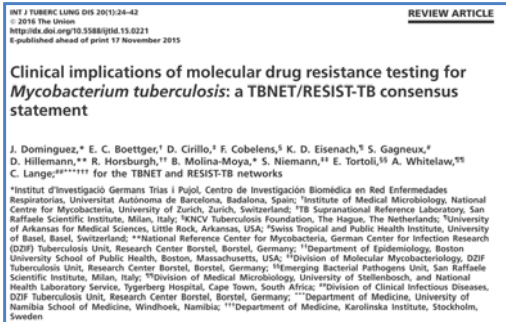 INT J TUBERC LUNG DIS 20(1):24–42
REVIEW ARTICLE
© 2016 The Union
http://dx.doi.org/10.5588/ijtld.15.0221
E-published ahead of print 17 November 2015
Clinical implications of molecular drug resistance testing for
Mycobacterium tuberculosis: a TBNET/RESIST-TB consensus
statement
J. Dominguez,* E. C. Boettger,† D. Cirillo,‡ F. Cobelens,§ K. D. Eisenach,¶ S. Gagneux,#
D. Hillemann,** R. Horsburgh,†† B. Molina-Moya,* S. Niemann,‡‡ E. Tortoli,§§ A. Whitelaw,¶¶
C. Lange;##***††† for the TBNET and RESIST-TB networks
*Institut d'Investigació Germans Trias i Pujol, Centro de Investigación Biomédica en Red Enfermedades
Respiratorias, Universitat Autònoma de Barcelona, Badalona, Spain; †Institute of Medical Microbiology, National
Centre for Mycobacteria, University of Zurich, Zurich, Switzerland; ‡TB Supranational Reference Laboratory, San
Raffaele Scientific Institute, Milan, Italy; §KNCV Tuberculosis Foundation, The Hague, The Netherlands; ¶University
of Arkansas for Medical Sciences, Little Rock, Arkansas, USA; #Swiss Tropical and Public Health Institute, University
of Basel, Basel, Switzerland; **National Reference Center for Mycobacteria, German Center for Infection Research
(DZIF) Tuberculosis Unit, Research Center Borstel, Borstel, Germany; ††Department of Epidemiology, Boston
University School of Public Health, Boston, Massachusetts, USA; ‡‡Division of Molecular Mycobacteriology, DZIF
Tuberculosis Unit, Research Center Borstel, Borstel, Germany; §§Emerging Bacterial Pathogens Unit, San Raffaele
Scientific Institute, Milan, Italy; ¶¶Division of Medical Microbiology, University of Stellenbosch, and National
Health Laboratory Service, Tygerberg Hospital, Cape Town, South Africa; ##Division of Clinical Infectious Diseases,
DZIF Tuberculosis Unit, Research Center Borstel, Borstel, Germany; ***Department of Medicine, University of
Namibia School of Medicine, Windhoek, Namibia; †††Department of Medicine, Karolinska Institute, Stockholm,
Sweden